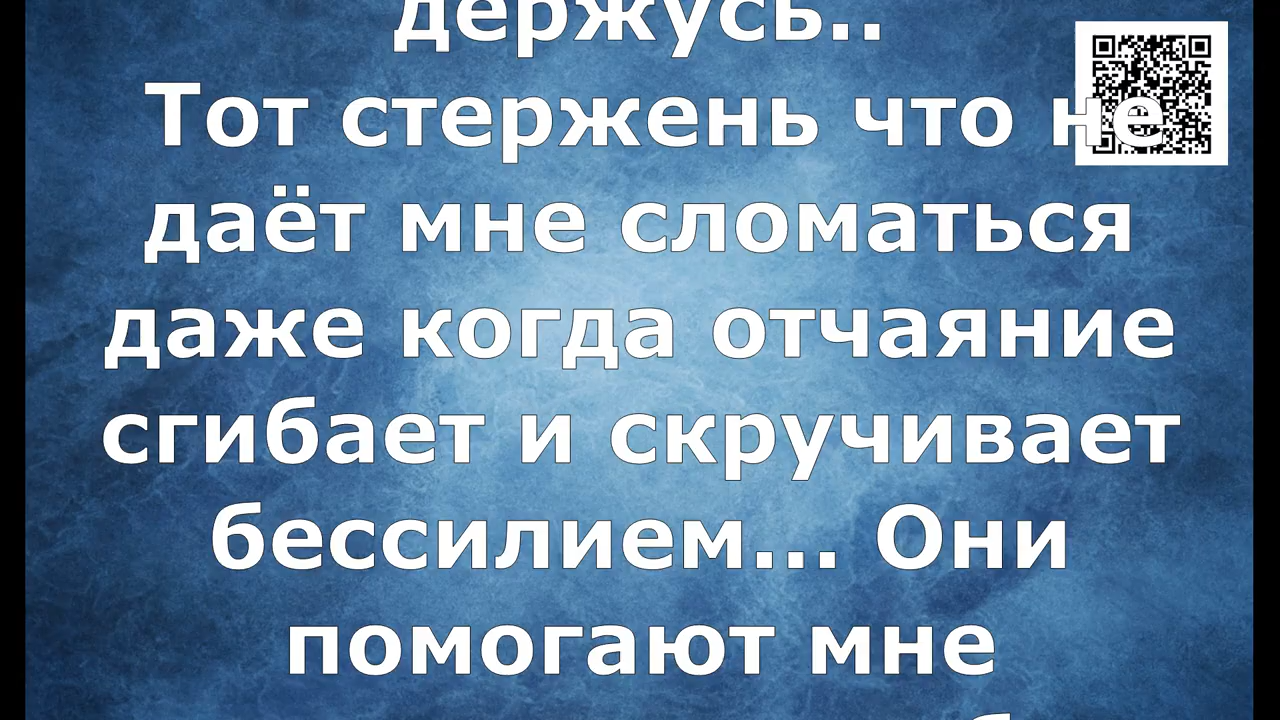 держусь..
Тот стержень что не
даёт мне сломаться
даже когда отчаяние
сгибает и скручивает
бессилием... Они
помогают мне